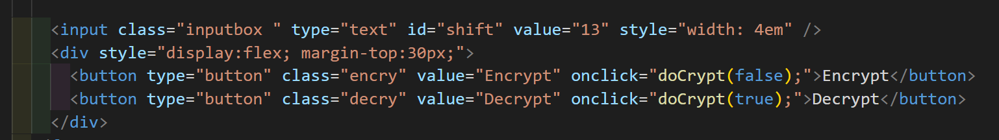 <input class="inputbox " type="text" id="shift" value="13" style="width: 4em" />
<div style="display:flex; margin-top:30px;">
<button type="button" class="encry" value="Encrypt" onclick="doCrypt(false);">Encrypt</button>
<button type="button" class="decry" value="Decrypt" onclick="doCrypt(true);">Decrypt</button>
</div>